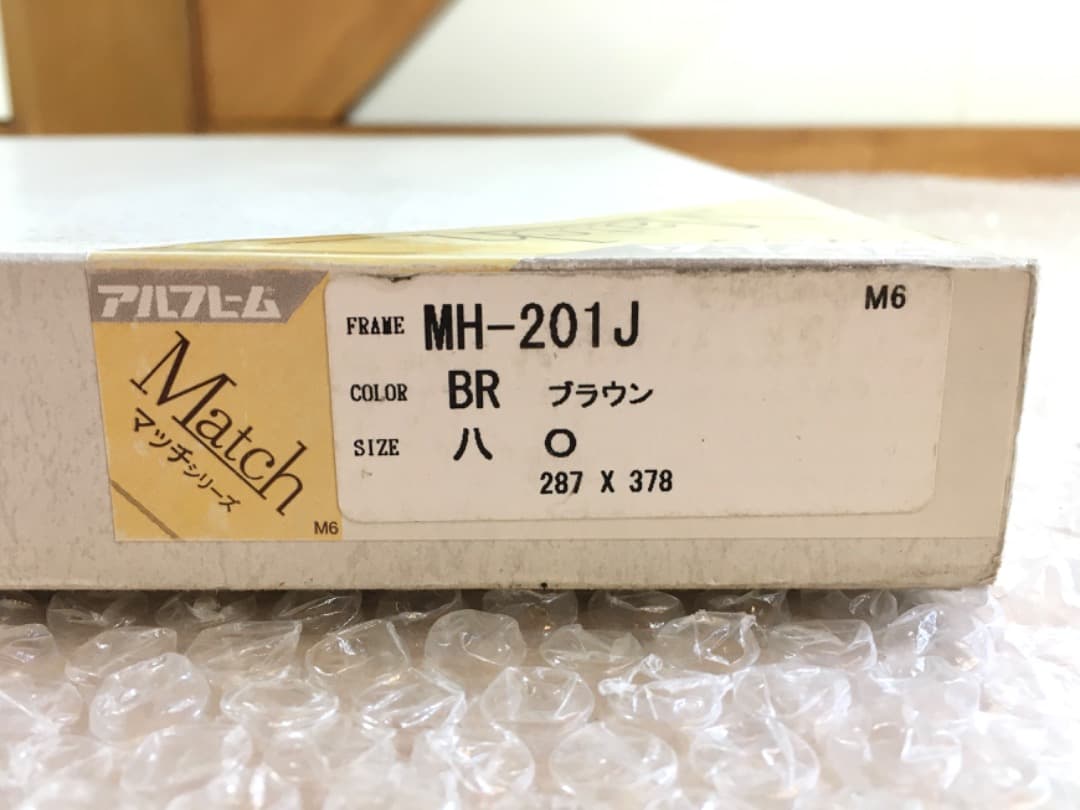 アルフレーム
Match
マッチシリーズ
M6
FRAME MH-201J
M6
COLOR BR ブラウン
SIZE 八 O
287 X 378